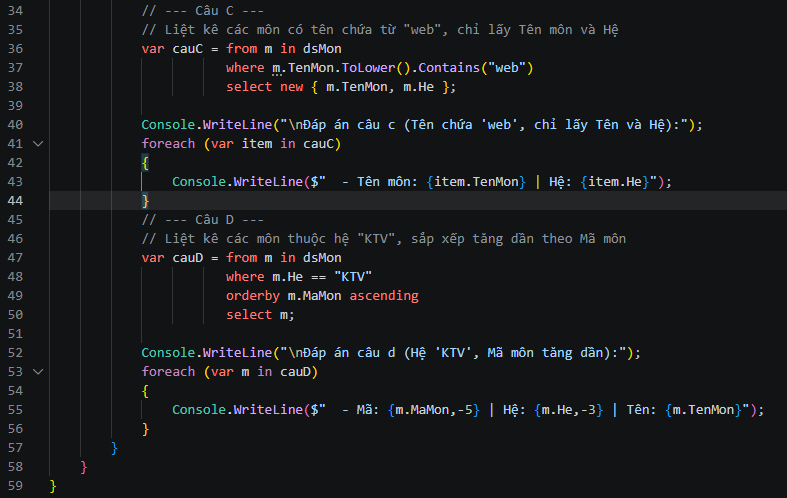 34 // --- Câu C ---
35 // Liệt kê các môn có tên chứa từ "web", chỉ lấy Tên môn và Hệ
36 var cauC = from m in dsMon
37 where m.TenMon.ToLower().Contains("web")
38 select new { m.TenMon, m.He };
39
40 Console.WriteLine("\nĐáp án câu c (Tên chứa 'web', chỉ lấy Tên và Hệ):");
41 foreach (var item in cauC)
42 {
43 Console.WriteLine($"  - Tên môn: {item.TenMon} | Hệ: {item.He}");
44 }
45 // --- Câu D ---
46 // Liệt kê các môn thuộc hệ "KTV", sắp xếp tăng dần theo Mã môn
47 var cauD = from m in dsMon
48 where m.He == "KTV"
49 orderby m.MaMon ascending
50 select m;
51
52 Console.WriteLine("\nĐáp án câu d (Hệ 'KTV', Mã môn tăng dần):");
53 foreach (var m in cauD)
54 {
55 Console.WriteLine($"  - Mã: {m.MaMon,-5} | Hệ: {m.He,-3} | Tên: {m.TenMon}");
56 }
57 }
58 }
59 }